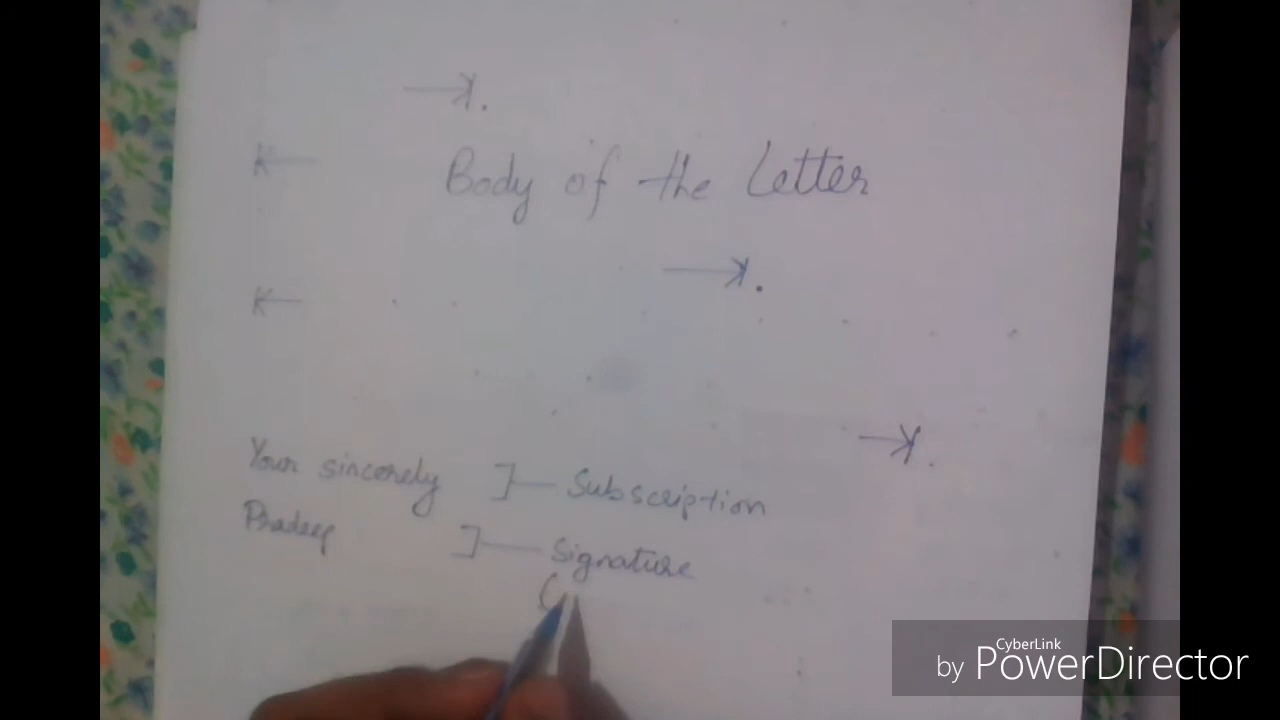 Body of the Letter
Your sincerely ]— Subscription
Pradeep ]— Signature
(
CyberLink
by PowerDirector